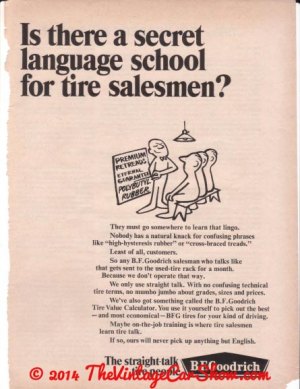 Is there a secret
language school
for tire salesmen?
PREMIUM
RETREADS
ETERNAL
GUARANTEE
POLYBUTYL
RUBBER
They must go somewhere to learn that lingo.
Nobody has a natural knack for confusing phrases
like "high-hysteresis rubber" or "cross-braced treads."
Least of all, customers.
So any B.F.Goodrich salesman who talks like
that gets sent to the used-tire rack for a month.
Because we don't operate that way.
We only use straight talk. With no confusing technical
tire terms, no mumbo jumbo about grades, sizes and prices.
We've also got something called the B.F.Goodrich
Tire Value Calculator. You use it yourself to pick out the best
—and most economical—BFG tires for your kind of driving.
Maybe on-the-job training is where tire salesmen
learn tire talk.
If so, ours will never pick up anything but English.
The straight-talk
tire people
B.F.Goodrich
© 2014 TheVintageCarShow.com